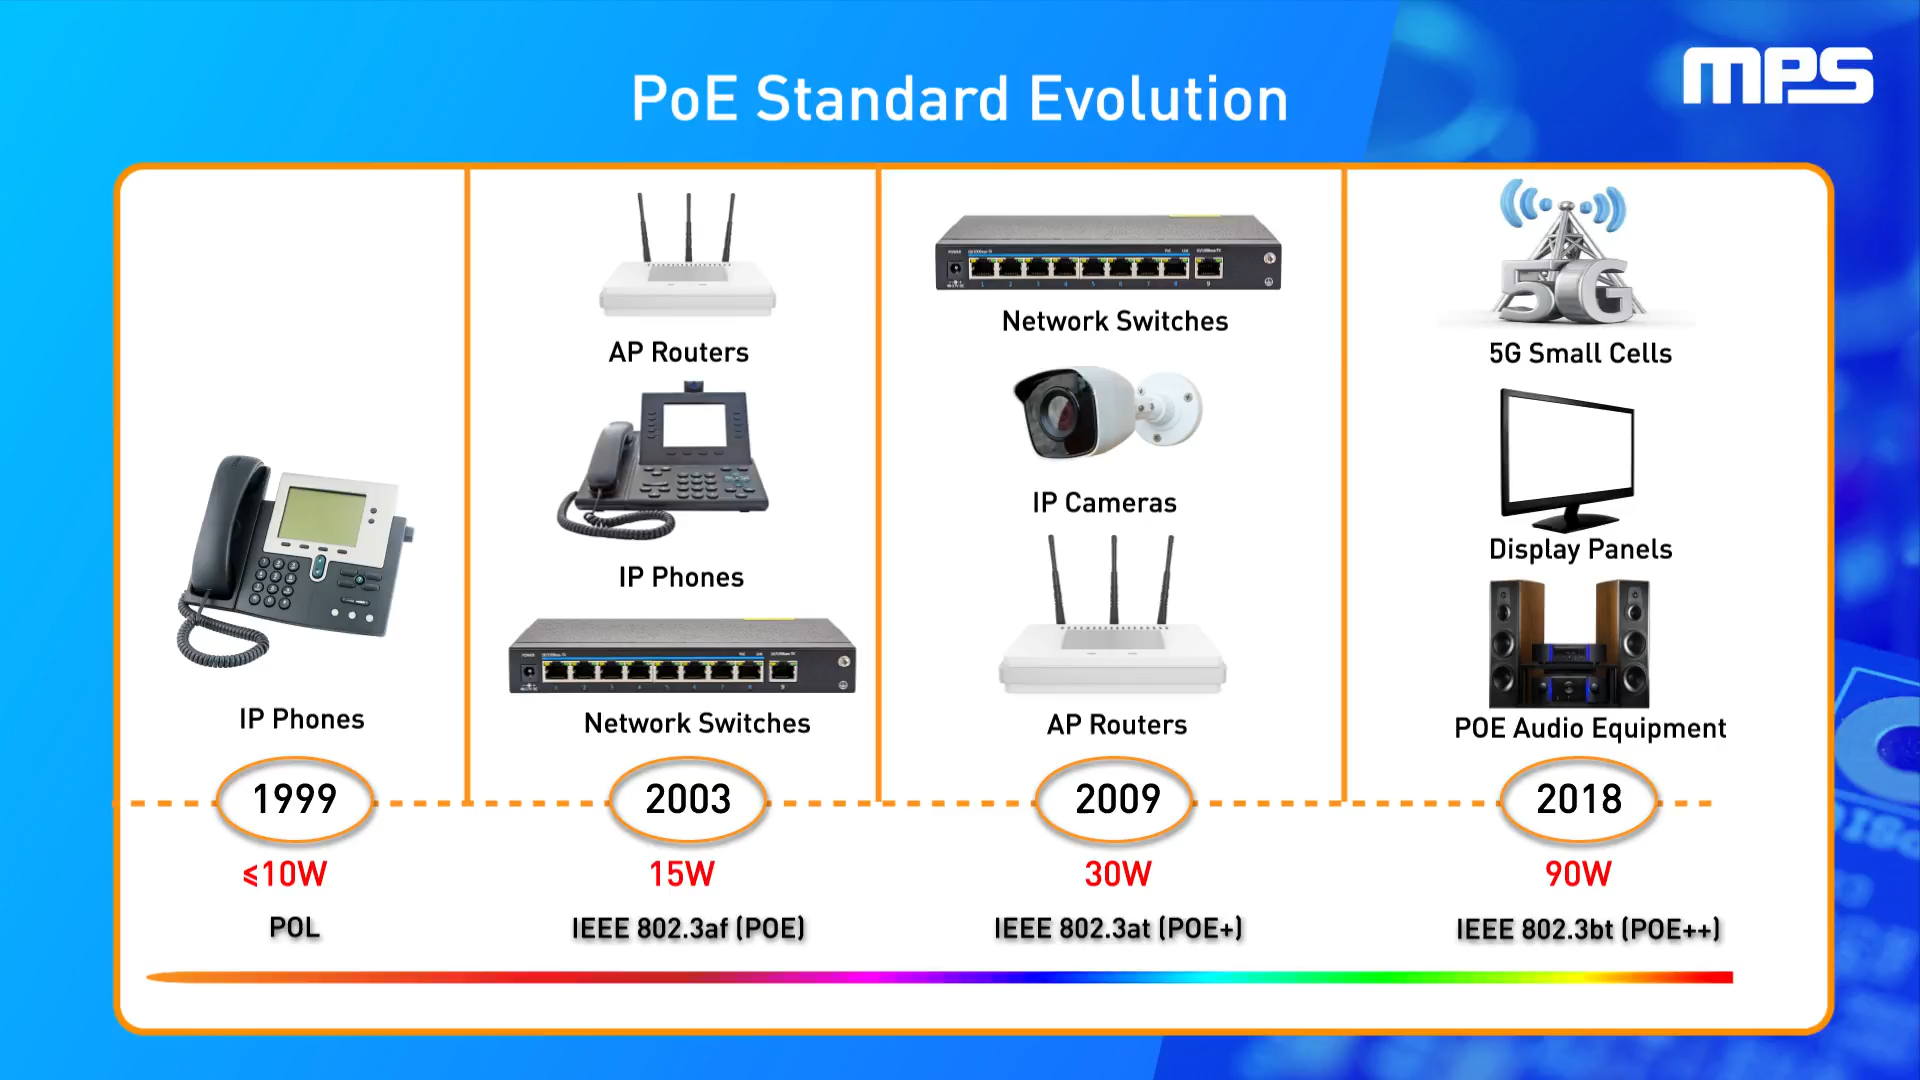 PoE Standard Evolution
MPS
IP Phones
AP Routers
IP Phones
Network Switches
Network Switches
IP Cameras
AP Routers
5G
5G Small Cells
Display Panels
POE Audio Equipment
1999
2003
2009
2018
≤10W
15W
30W
90W
POL
IEEE 802.3af (POE)
IEEE 802.3at (POE+)
IEEE 802.3bt (POE++)